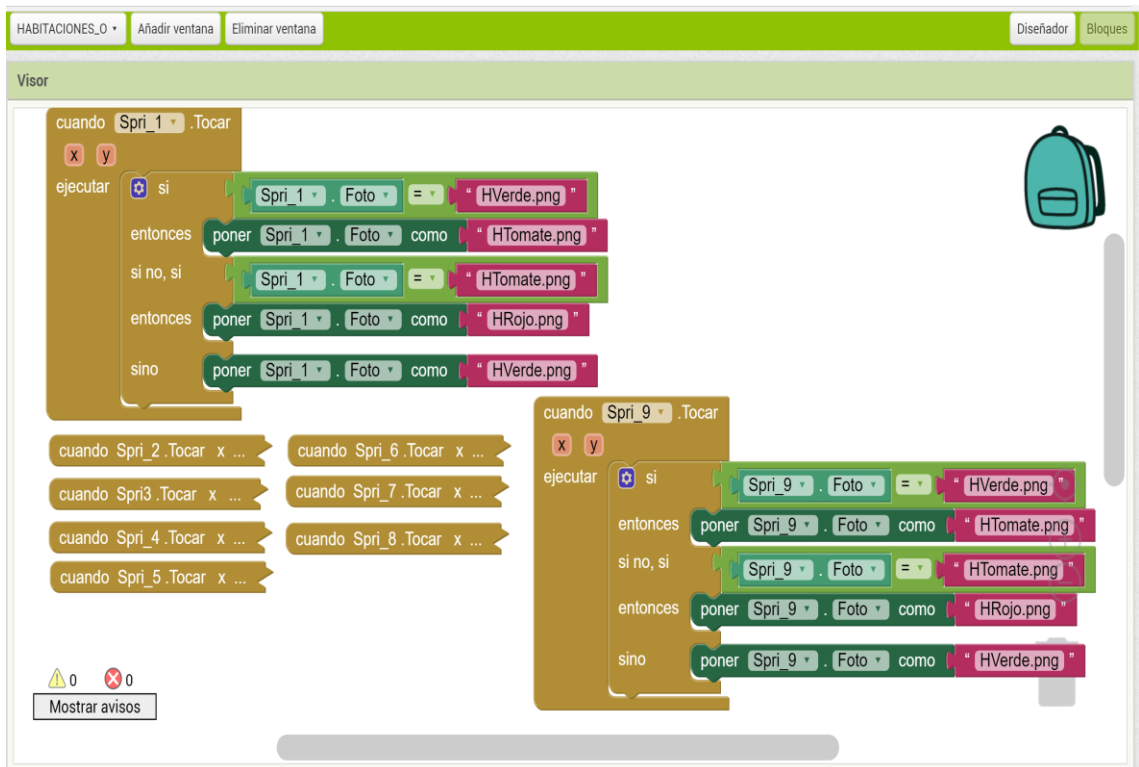 HABITACIONES_O Añadir ventana Eliminar ventana Diseñador Bloques
Visor
cuando Spri_1 .Tocar
x y
ejecutar si Spri_1 . Foto = " HVerde.png "
entonces poner Spri_1 . Foto como " HTomate.png "
si no, si Spri_1 . Foto = " HTomate.png "
entonces poner Spri_1 . Foto como " HRojo.png "
sino poner Spri_1 . Foto como " HVerde.png "
cuando Spri_2 .Tocar x ...
cuando Spri3 .Tocar x ...
cuando Spri_4 .Tocar x ...
cuando Spri_5 .Tocar x ...
cuando Spri_6 .Tocar x ...
cuando Spri_7 .Tocar x ...
cuando Spri_8 .Tocar x ...
cuando Spri_9 .Tocar
x y
ejecutar si Spri_9 . Foto = " HVerde.png "
entonces poner Spri_9 . Foto como " HTomate.png "
si no, si Spri_9 . Foto = " HTomate.png "
entonces poner Spri_9 . Foto como " HRojo.png "
sino poner Spri_9 . Foto como " HVerde.png "
0 0
Mostrar avisos